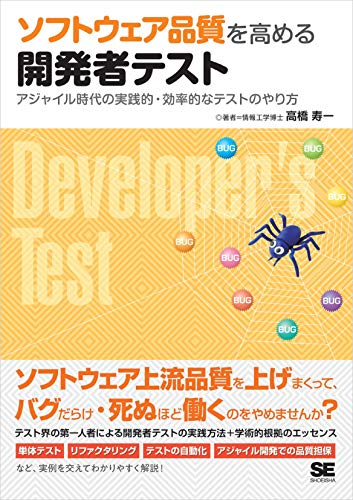 ソフトウェア品質を高める
開発者テスト
アジャイル時代の実践的・効率的なテストのやり方
◎著者=情報工学博士 高橋 寿一
BUG
BUG
BUG
BUG
BUG
BUG
BUG
Developer's
Test
ソフトウェア上流品質を上げまくって、
バグだらけ・死ぬほど働くのをやめませんか?
テスト界の第一人者による開発者テストの実践方法+学術的根拠のエッセンス
単体テスト リファクタリング テストの自動化 アジャイル開発での品質担保
など、実例を交えてわかりやすく解説!
SE
SHOEISHA